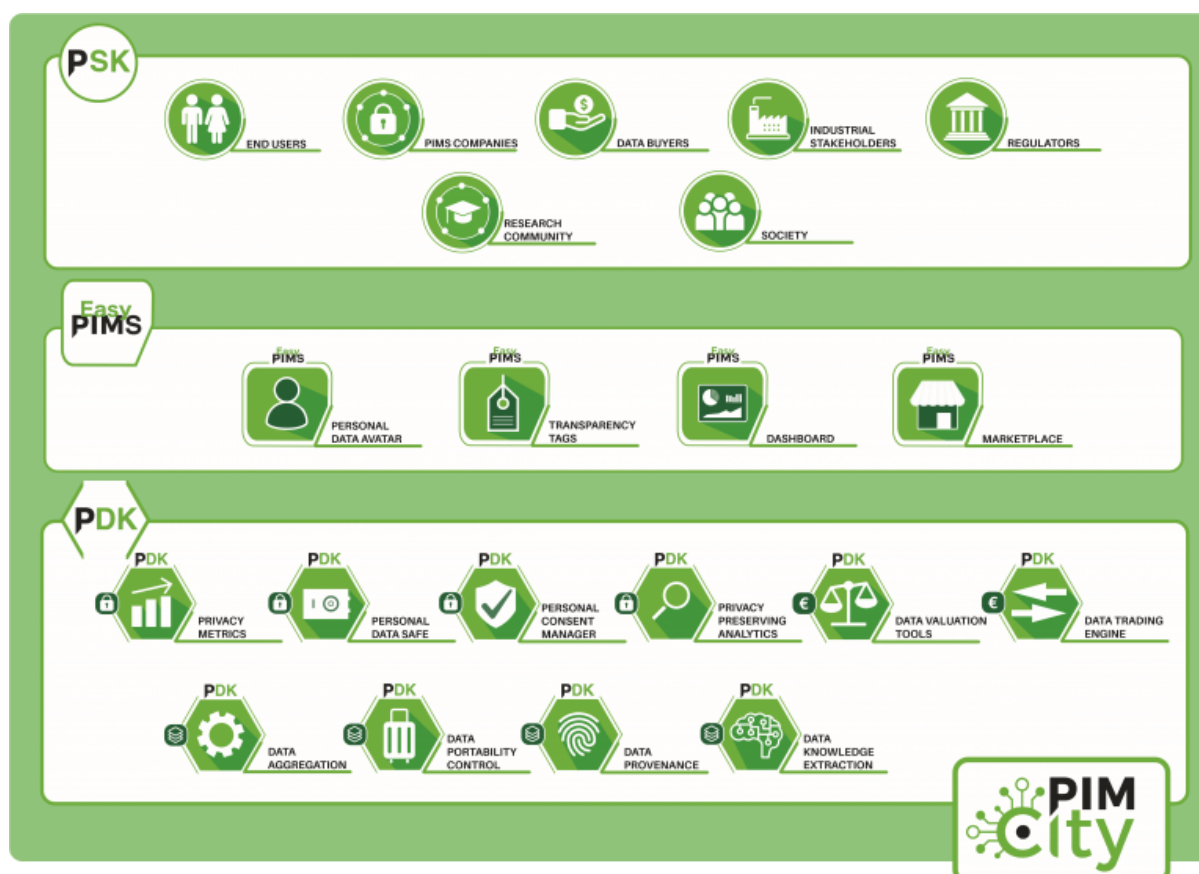 PSK
END USERS
PIMS COMPANIES
$
DATA BUYERS
INDUSTRIAL
STAKEHOLDERS
REGULATORS
RESEARCH
COMMUNITY
SOCIETY
Easy
PIMS
Easy
PIMS
PERSONAL
DATA AVATAR
Easy
PIMS
TRANSPARENCY
TAGS
Easy
PIMS
DASHBOARD
Easy
PIMS
MARKETPLACE
PDK
PDK
PRIVACY
METRICS
PDK
PERSONAL
DATA SAFE
PDK
PERSONAL
CONSENT
MANAGER
PDK
PRIVACY
PRESERVING
ANALYTICS
PDK
€
DATA VALUATION
TOOLS
PDK
€
DATA TRADING
ENGINE
PDK
DATA
AGGREGATION
PDK
DATA
PORTABILITY
CONTROL
PDK
DATA
PROVENANCE
PDK
DATA
KNOWLEDGE
EXTRACTION
PIM
City